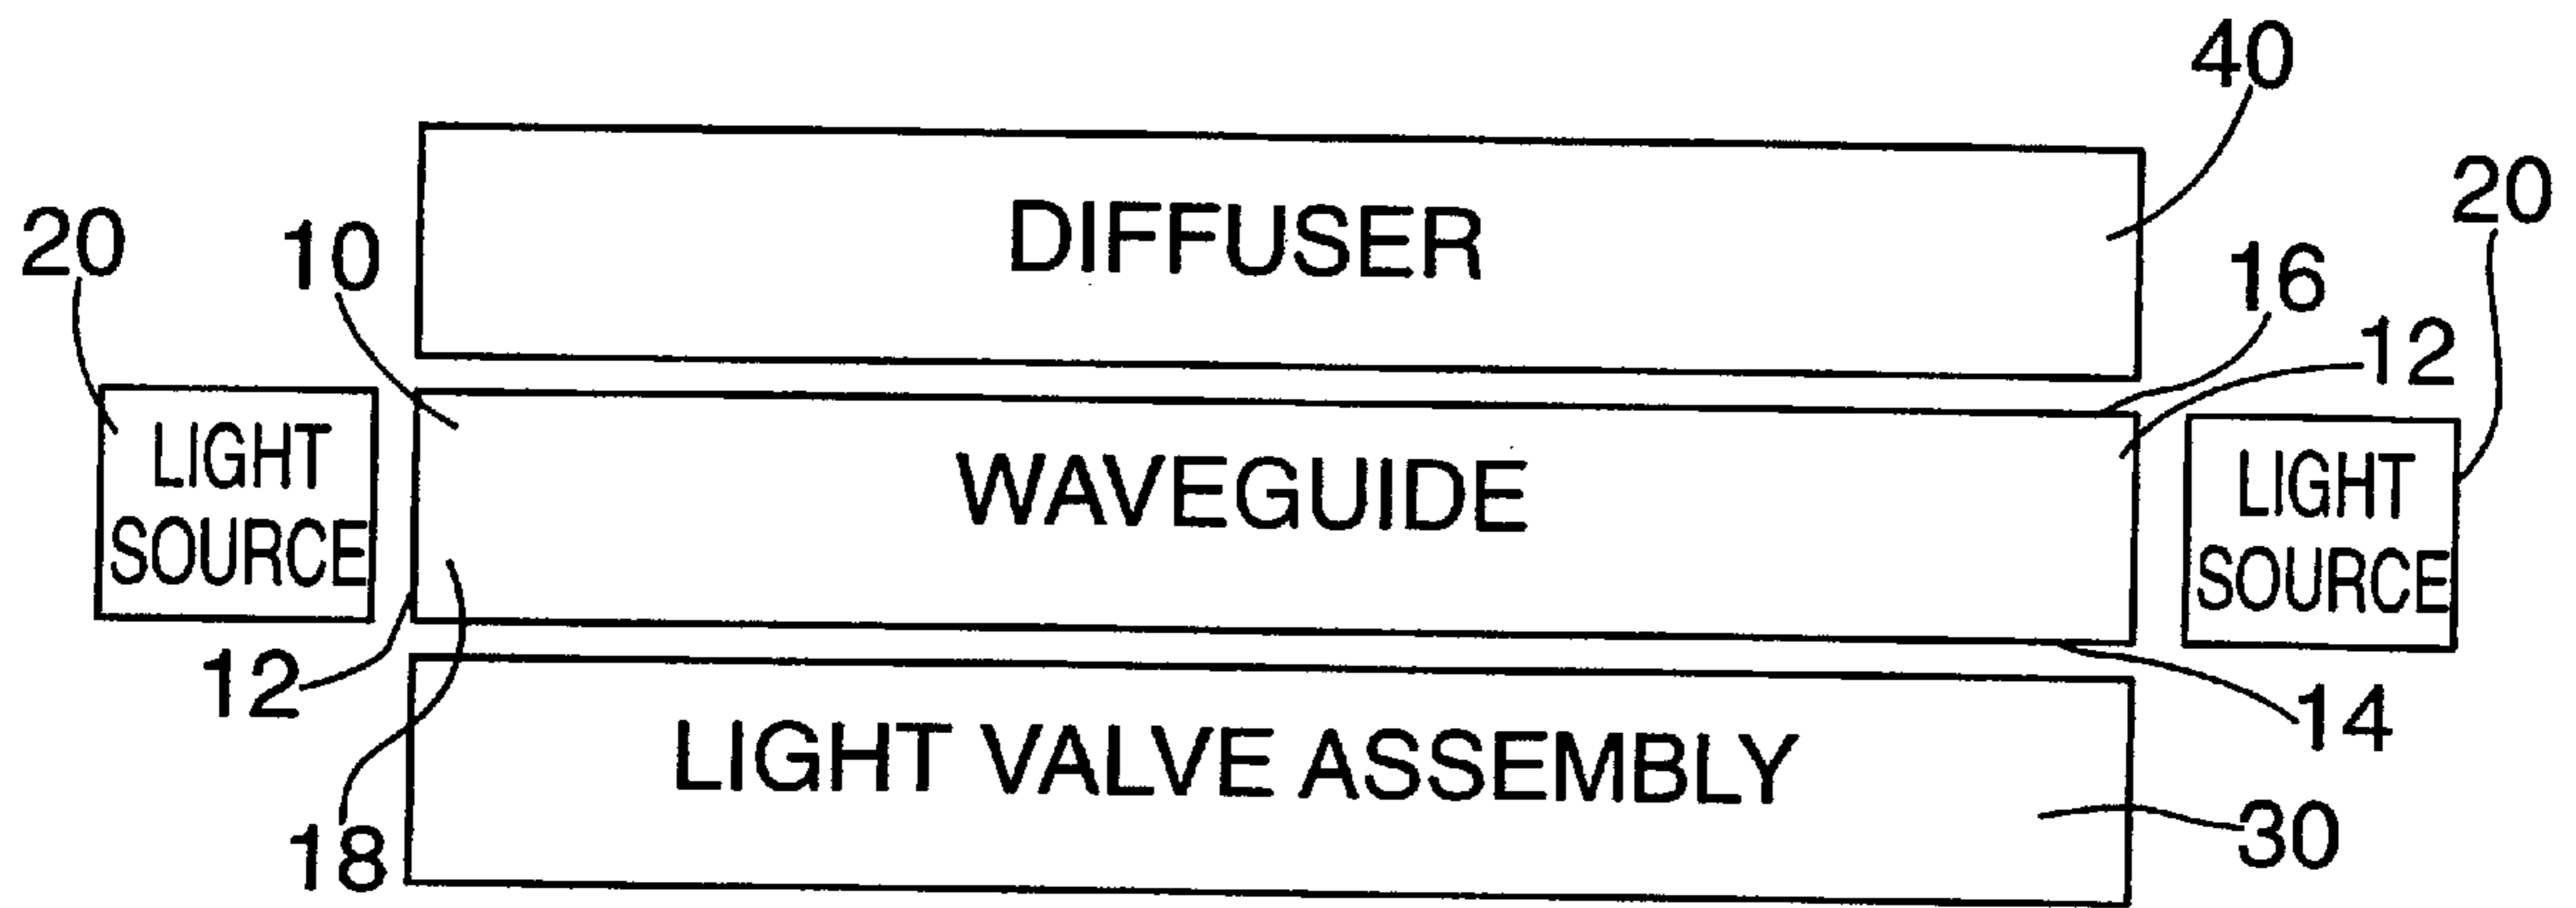 40
DIFFUSER
20
20
10
16
12
LIGHT
SOURCE
WAVEGUIDE
LIGHT
SOURCE
12
14
LIGHT VALVE ASSEMBLY
18
30